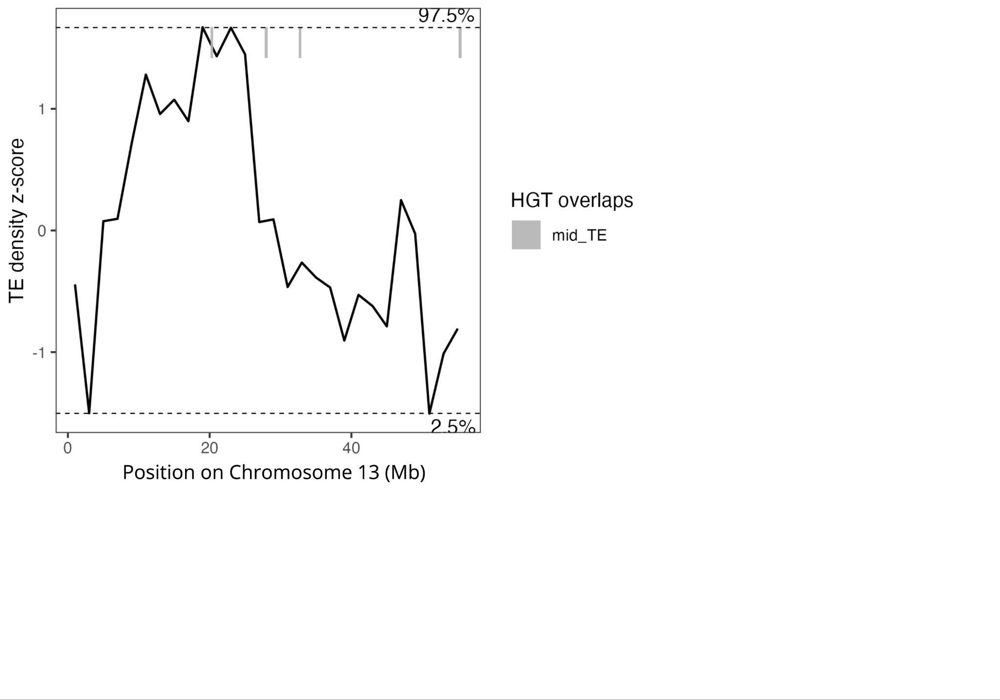 97.5%
1
0
-1
TE density z-score
2.5%
0
20
40
Position on Chromosome 13 (Mb)
HGT overlaps
mid_TE